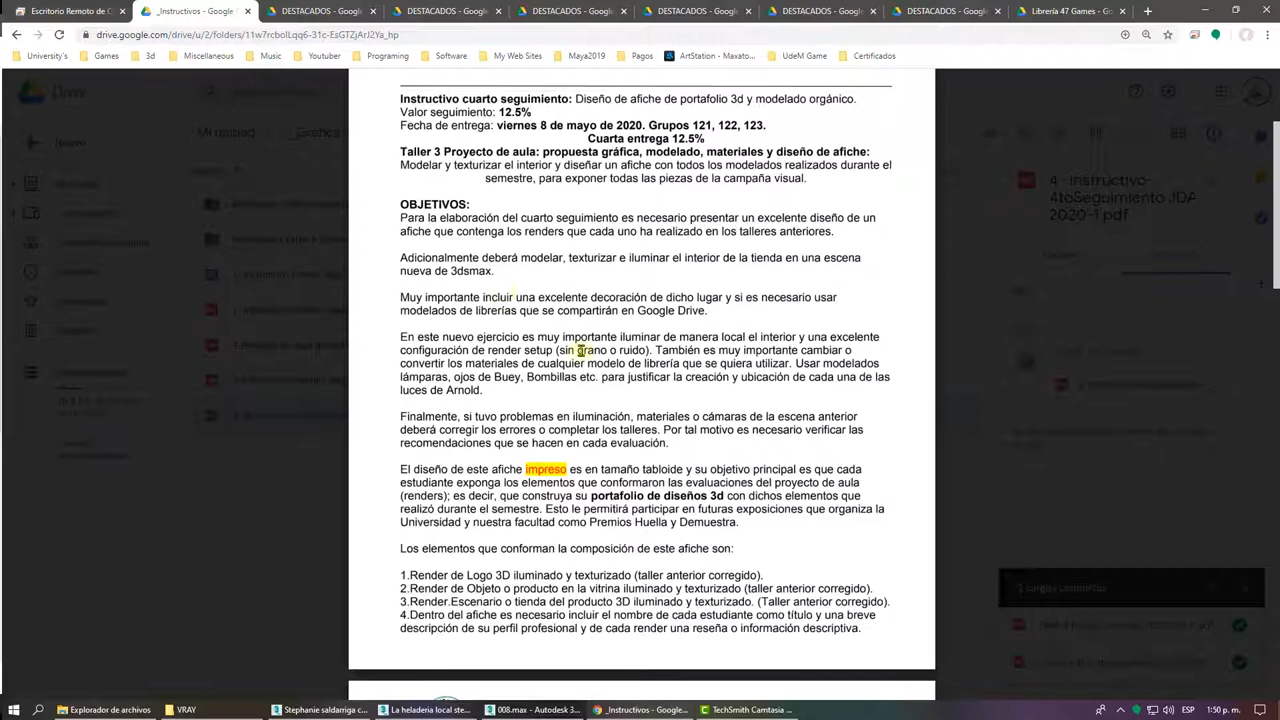 Escritorio Remoto de C
_Instructivos - Google
DESTACADOS - Google
DESTACADOS - Google
DESTACADOS - Google
DESTACADOS - Google
DESTACADOS - Google
DESTACADOS - Google
Librería 47 Games - Go
drive.google.com/drive/u/2/folders/11w7rcbolLqq6-31c-EsGTZjArJ2Ya_hp
University's
Games
3d
Miscellaneous
Music
Youtuber
Programing
Software
My Web Sites
Maya2019
Pagos
ArtStation - Maxato...
UdeM Game
Certificados
Instructivo cuarto seguimiento: Diseño de afiche de portafolio 3d y modelado orgánico.
Valor seguimiento: 12.5%
Fecha de entrega: viernes 8 de mayo de 2020. Grupos 121, 122, 123.
Cuarta entrega 12.5%
Taller 3 Proyecto de aula: propuesta gráfica, modelado, materiales y diseño de afiche:
Modelar y texturizar el interior y diseñar un afiche con todos los modelados realizados durante el
semestre, para exponer todas las piezas de la campaña visual.
OBJETIVOS:
Para la elaboración del cuarto seguimiento es necesario presentar un excelente diseño de un
afiche que contenga los renders que cada uno ha realizado en los talleres anteriores.
Adicionalmente deberá modelar, texturizar e iluminar el interior de la tienda en una escena
nueva de 3dsmax.
Muy importante incluir una excelente decoración de dicho lugar y si es necesario usar
modelados de librerías que se compartirán en Google Drive.
En este nuevo ejercicio es muy importante iluminar de manera local el interior y una excelente
configuración de render setup (sin grano o ruido). También es muy importante cambiar o
convertir los materiales de cualquier modelo de librería que se quiera utilizar. Usar modelados
lámparas, ojos de Buey, Bombillas etc. para justificar la creación y ubicación de cada una de las
luces de Arnold.
Finalmente, si tuvo problemas en iluminación, materiales o cámaras de la escena anterior
deberá corregir los errores o completar los talleres. Por tal motivo es necesario verificar las
recomendaciones que se hacen en cada evaluación.
El diseño de este afiche impreso es en tamaño tabloide y su objetivo principal es que cada
estudiante exponga los elementos que conformaron las evaluaciones del proyecto de aula
(renders); es decir, que construya su portafolio de diseños 3d con dichos elementos que
realizó durante el semestre. Esto le permitirá participar en futuras exposiciones que organiza la
Universidad y nuestra facultad como Premios Huella y Demuestra.
Los elementos que conforman la composición de este afiche son:
1.Render de Logo 3D iluminado y texturizado (taller anterior corregido).
2.Render de Objeto o producto en la vitrina iluminado y texturizado (taller anterior corregido).
3.Render.Escenario o tienda del producto 3D iluminado y texturizado. (Taller anterior corregido).
4.Dentro del afiche es necesario incluir el nombre de cada estudiante como título y una breve
descripción de su perfil profesional y de cada render una reseña o información descriptiva.
Drive
Mi unidad
Nuevo
4 - Instructivo-
4toSeguimiento JDA
2020-1.pdf
Explorador de archivos
VRAY
Stephanie saldarriga c...
La heladeria local ste...
008.max - Autodesk 3...
_Instructivos - Google...
TechSmith Camtasia ...
ESP
1:50 p. m.